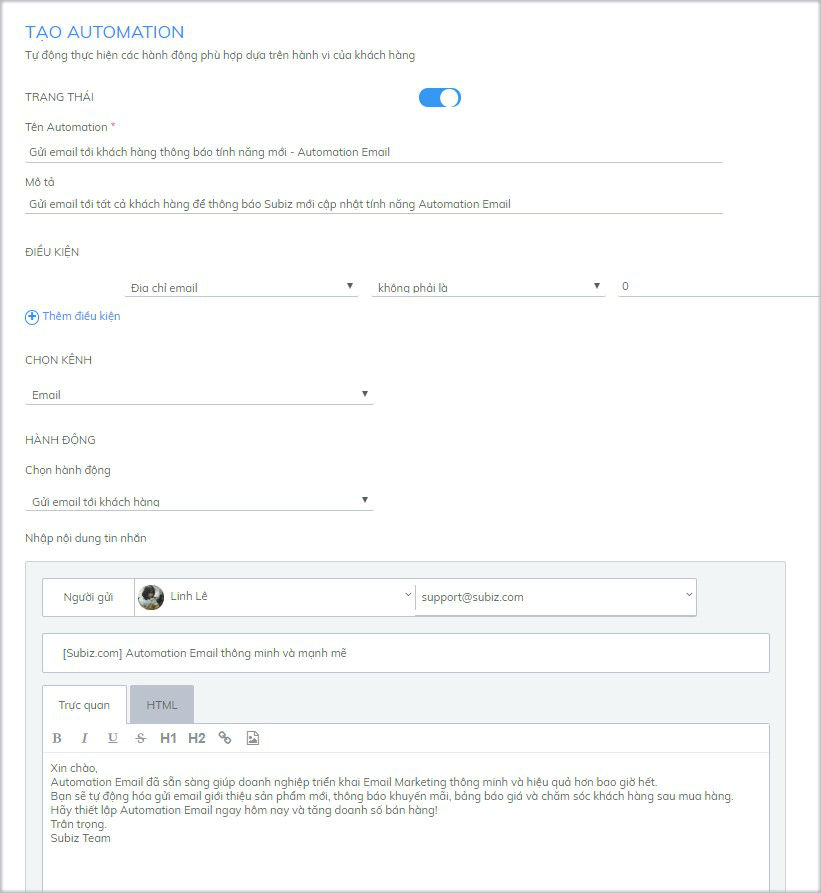 TẠO AUTOMATION
Tự động thực hiện các hành động phù hợp dựa trên hành vi của khách hàng
TRẠNG THÁI
Tên Automation *
Gửi email tới khách hàng thông báo tính năng mới - Automation Email
Mô tả
Gửi email tới tất cả khách hàng để thông báo Subiz mới cập nhật tính năng Automation Email
ĐIỀU KIỆN
Địa chỉ email không phải là 0
Thêm điều kiện
CHỌN KÊNH
Email
HÀNH ĐỘNG
Chọn hành động
Gửi email tới khách hàng
Nhập nội dung tin nhắn
Người gửi Linh Lê support@subiz.com
[Subiz.com] Automation Email thông minh và mạnh mẽ
Trực quan HTML
B I U S H1 H2
Xin chào,
Automation Email đã sẵn sàng giúp doanh nghiệp triển khai Email Marketing thông minh và hiệu quả hơn bao giờ hết.
Bạn sẽ tự động hóa gửi email giới thiệu sản phẩm mới, thông báo khuyến mãi, bảng báo giá và chăm sóc khách hàng sau mua hàng.
Hãy thiết lập Automation Email ngay hôm nay và tăng doanh số bán hàng!
Trân trọng.
Subiz Team